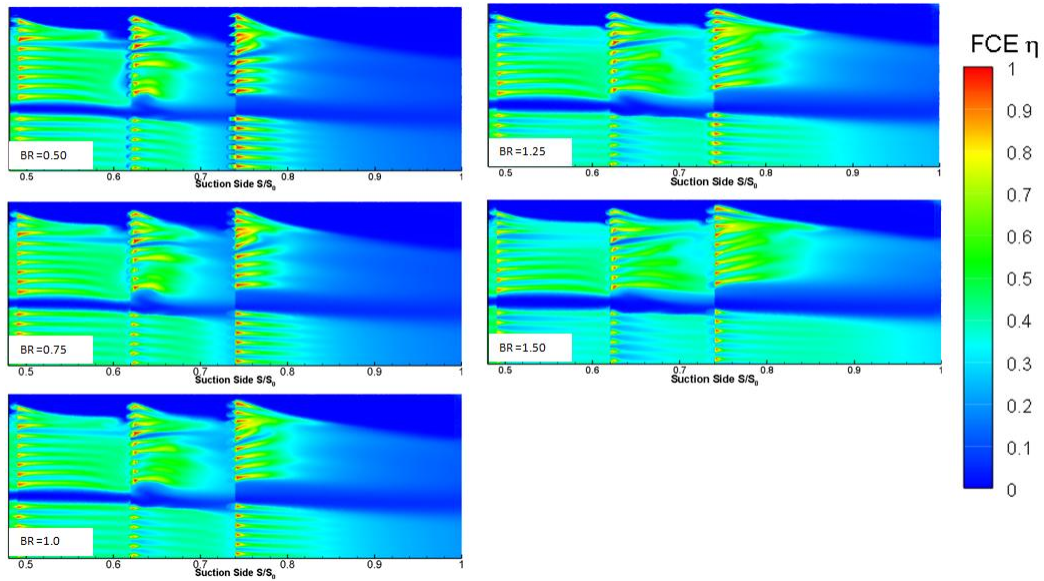 BR =0.50
0.5 0.6 0.7 0.8 0.9 1
Suction Side S/S₀
BR =0.75
0.5 0.6 0.7 0.8 0.9 1
Suction Side S/S₀
BR =1.0
0.5 0.6 0.7 0.8 0.9 1
Suction Side S/S₀
BR =1.25
0.5 0.6 0.7 0.8 0.9 1
Suction Side S/S₀
BR =1.50
0.5 0.6 0.7 0.8 0.9 1
Suction Side S/S₀
FCE η
1
0.9
0.8
0.7
0.6
0.5
0.4
0.3
0.2
0.1
0